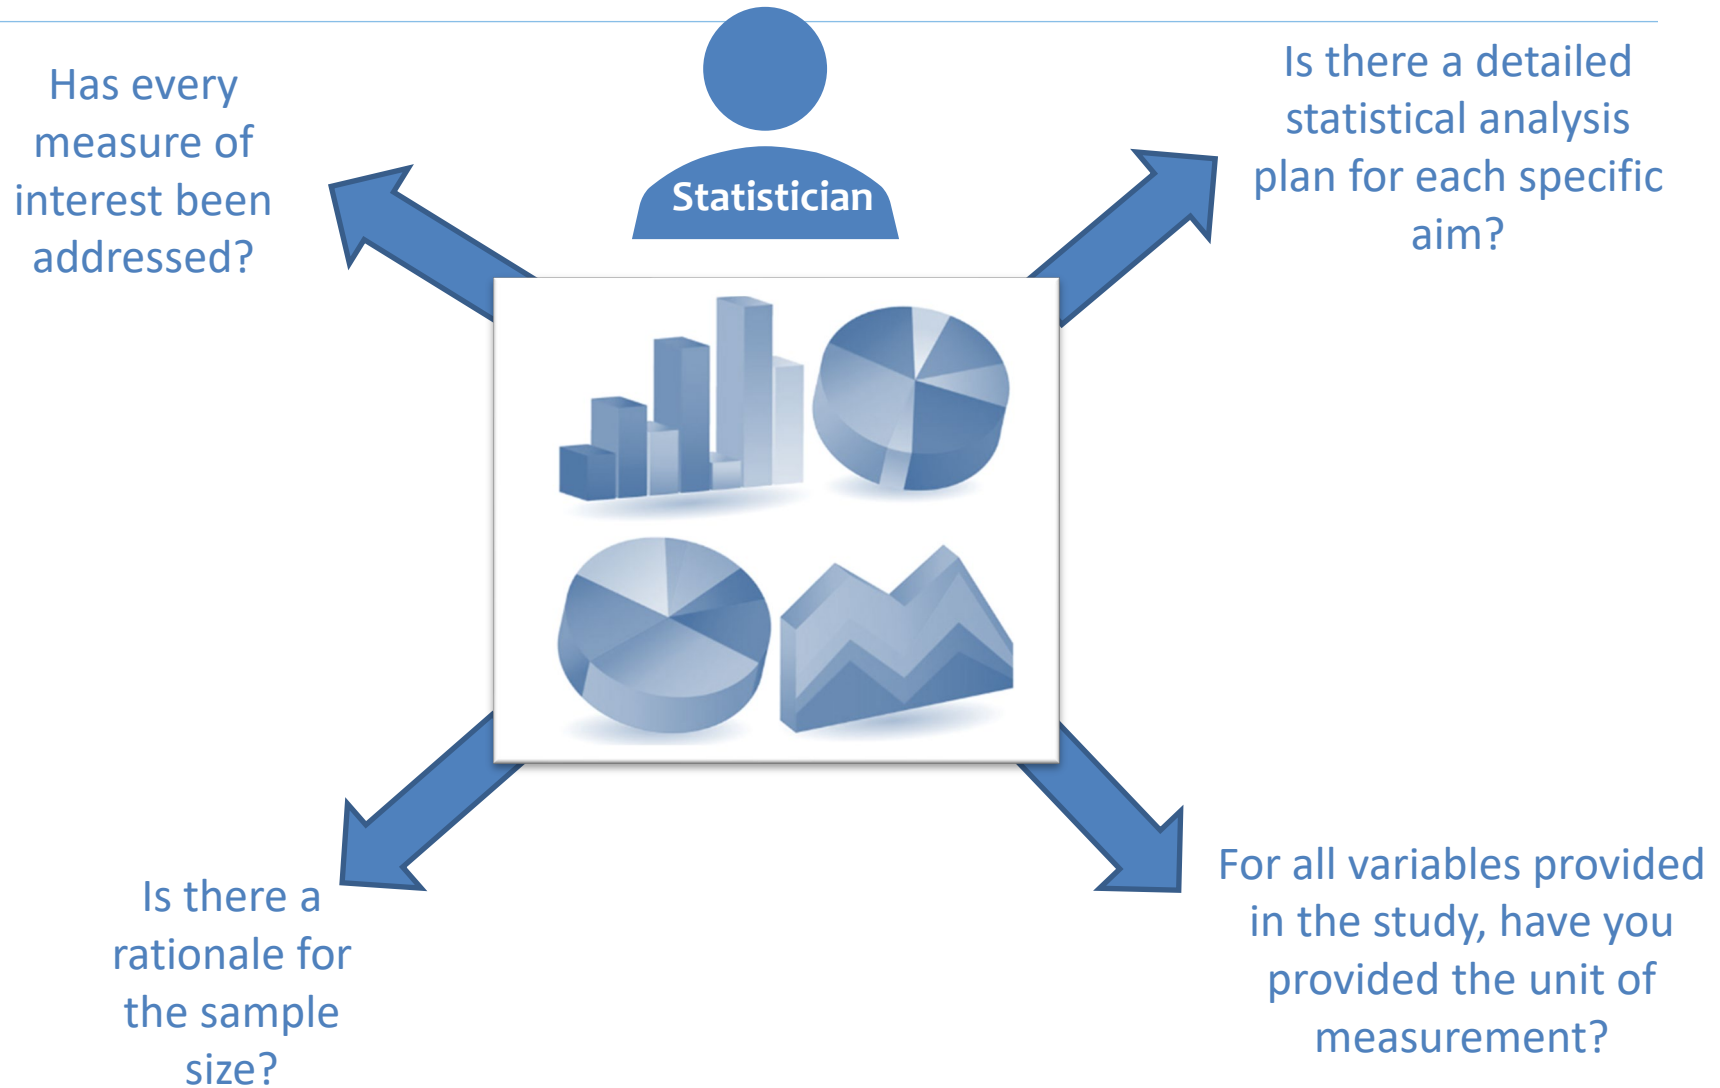 Has every
measure of
interest been
addressed?
Statistician
Is there a detailed
statistical analysis
plan for each specific
aim?
Is there a
rationale for
the sample
size?
For all variables provided
in the study, have you
provided the unit of
measurement?